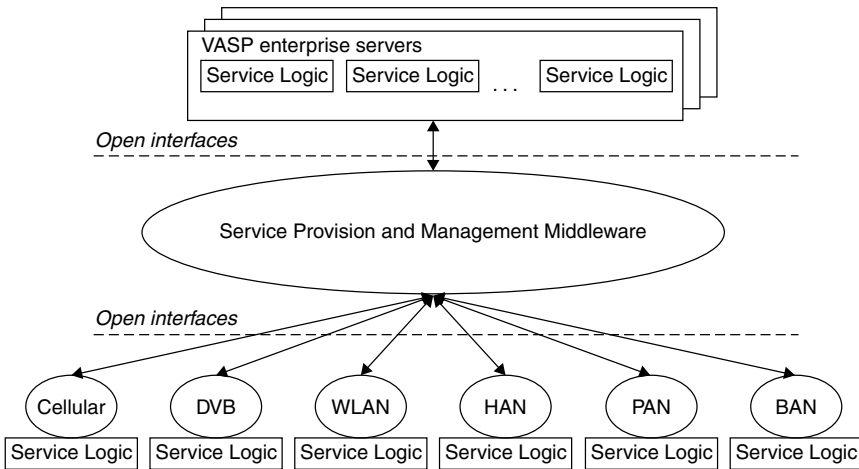 VASP enterprise servers
Service Logic Service Logic ... Service Logic
Open interfaces
Service Provision and Management Middleware
Open interfaces
Cellular DVB WLAN HAN PAN BAN
Service Logic Service Logic Service Logic Service Logic Service Logic Service Logic